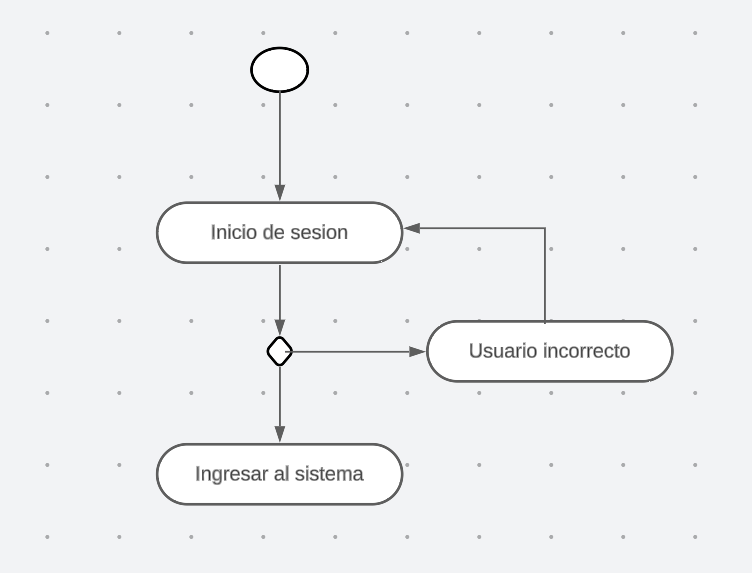 Inicio de sesion
Usuario incorrecto
Ingresar al sistema